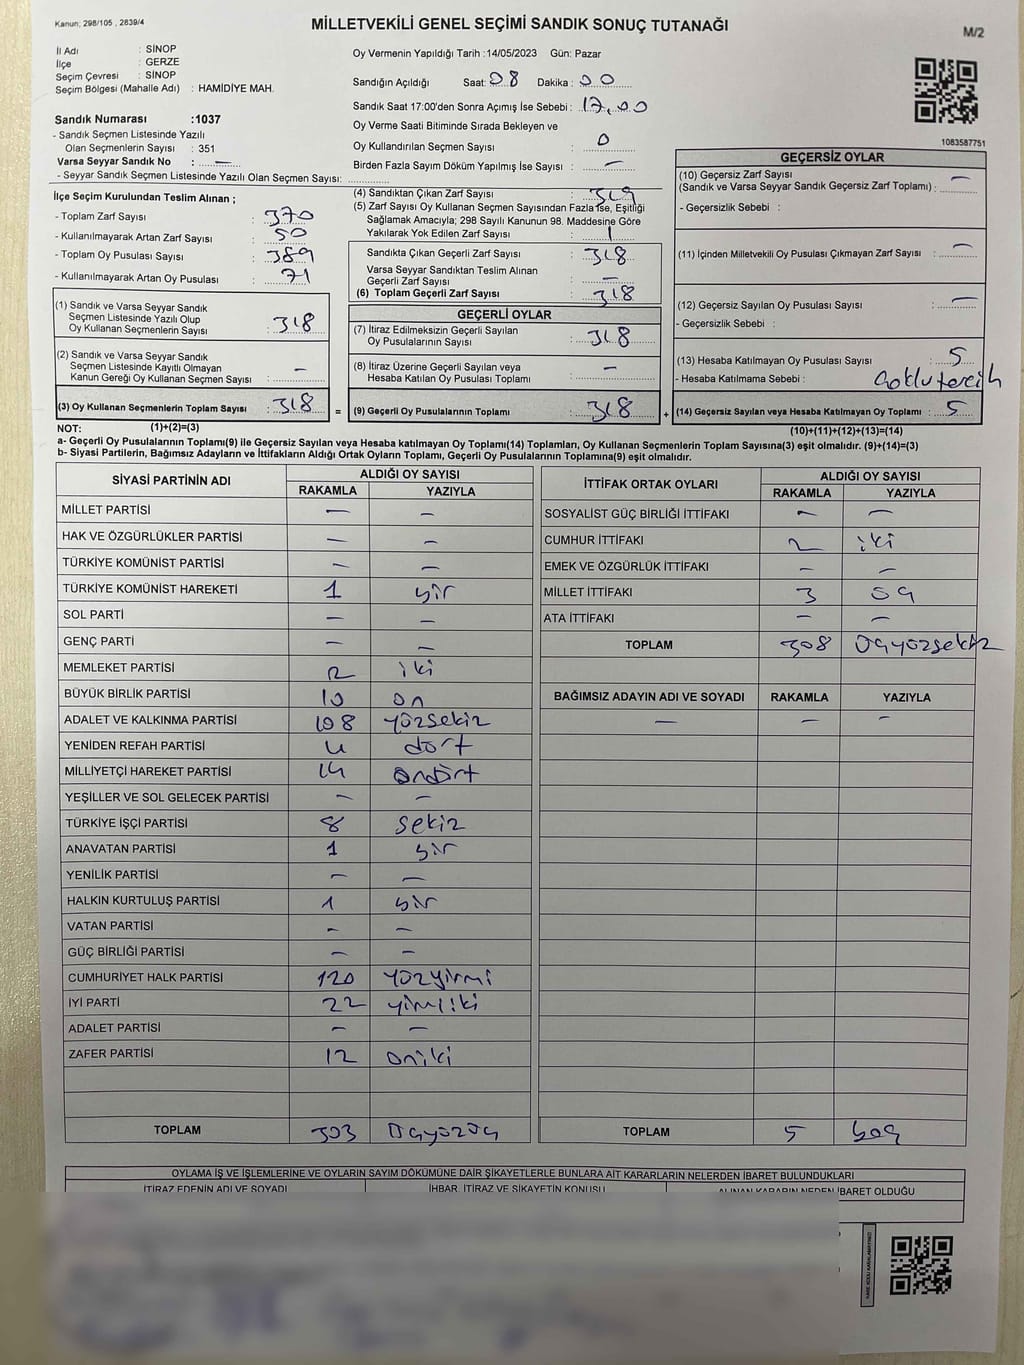 Kanun; 298/105 , 2839/4
MİLLETVEKİLİ GENEL SEÇİMİ SANDIK SONUÇ TUTANAĞI
M/2
İl Adı : SİNOP
İlçe : GERZE
Seçim Çevresi : SİNOP
Seçim Bölgesi (Mahalle Adı) : HAMİDİYE MAH.
Oy Vermenin Yapıldığı Tarih :14/05/2023 Gün: Pazar
Sandığın Açıldığı Saat: 08 Dakika : 00
Sandık Saat 17:00'den Sonra Açımış İse Sebebi : 17,00
Oy Verme Saati Bitiminde Sırada Bekleyen ve
Oy Kullandırılan Seçmen Sayısı : 0
Birden Fazla Sayım Döküm Yapılmış İse Sayısı : —
1083587751
Sandık Numarası :1037
- Sandık Seçmen Listesinde Yazılı
Olan Seçmenlerin Sayısı : 351
Varsa Seyyar Sandık No : —
- Seyyar Sandık Seçmen Listesinde Yazılı Olan Seçmen Sayısı:
İlçe Seçim Kurulundan Teslim Alınan ;
- Toplam Zarf Sayısı : 370
- Kullanılmayarak Artan Zarf Sayısı : 50
- Toplam Oy Pusulası Sayısı : 389
- Kullanılmayarak Artan Oy Pusulası : 71
(4) Sandıktan Çıkan Zarf Sayısı : 319
(5) Zarf Sayısı Oy Kullanan Seçmen Sayısından Fazla İse, Eşitliği
Sağlamak Amacıyla; 298 Sayılı Kanunun 98. Maddesine Göre
Yakılarak Yok Edilen Zarf Sayısı : 1
Sandıkta Çıkan Geçerli Zarf Sayısı : 318
Varsa Seyyar Sandıktan Teslim Alınan
Geçerli Zarf Sayısı : —
(6) Toplam Geçerli Zarf Sayısı : 318
GEÇERSİZ OYLAR
(10) Geçersiz Zarf Sayısı
(Sandık ve Varsa Seyyar Sandık Geçersiz Zarf Toplamı) : —
- Geçersizlik Sebebi :
(11) İçinden Milletvekili Oy Pusulası Çıkmayan Zarf Sayısı : —
(12) Geçersiz Sayılan Oy Pusulası Sayısı : —
- Geçersizlik Sebebi :
(13) Hesaba Katılmayan Oy Pusulası Sayısı : 5
- Hesaba Katılmama Sebebi : Çoklu tercih
(14) Geçersiz Sayılan veya Hesaba Katılmayan Oy Toplamı : 5
(1) Sandık ve Varsa Seyyar Sandık
Seçmen Listesinde Yazılı Olup
Oy Kullanan Seçmenlerin Sayısı : 318
(2) Sandık ve Varsa Seyyar Sandık
Seçmen Listesinde Kayıtlı Olmayan
Kanun Gereği Oy Kullanan Seçmen Sayısı : —
(3) Oy Kullanan Seçmenlerin Toplam Sayısı : 318 =
GEÇERLİ OYLAR
(7) İtiraz Edilmeksizin Geçerli Sayılan
Oy Pusulalarının Sayısı : 318
(8) İtiraz Üzerine Geçerli Sayılan veya
Hesaba Katılan Oy Pusulası Toplamı : —
(9) Geçerli Oy Pusulalarının Toplamı : 318 +
NOT: (1)+(2)=(3)
(10)+(11)+(12)+(13)=(14)
a- Geçerli Oy Pusulalarının Toplamı(9) ile Geçersiz Sayılan veya Hesaba katılmayan Oy Toplamı(14) Toplamları, Oy Kullanan Seçmenlerin Toplam Sayısına(3) eşit olmalıdır. (9)+(14)=(3)
b- Siyasi Partilerin, Bağımsız Adayların ve İttifakların Aldığı Ortak Oyların Toplamı, Geçerli Oy Pusulalarının Toplamına(9) eşit olmalıdır.
SİYASİ PARTİNİN ADI ALDIĞI OY SAYISI
RAKAMLA YAZIYLA
MİLLET PARTİSİ — —
HAK VE ÖZGÜRLÜKLER PARTİSİ — —
TÜRKİYE KOMÜNİST PARTİSİ — —
TÜRKİYE KOMÜNİST HAREKETİ 1 bir
SOL PARTİ — —
GENÇ PARTİ — —
MEMLEKET PARTİSİ 2 iki
BÜYÜK BİRLİK PARTİSİ 10 on
ADALET VE KALKINMA PARTİSİ 108 yüzsekiz
YENİDEN REFAH PARTİSİ 4 dört
MİLLİYETÇİ HAREKET PARTİSİ 14 ondört
YEŞİLLER VE SOL GELECEK PARTİSİ — —
TÜRKİYE İŞÇİ PARTİSİ 8 sekiz
ANAVATAN PARTİSİ 1 bir
YENİLİK PARTİSİ — —
HALKIN KURTULUŞ PARTİSİ 1 bir
VATAN PARTİSİ — —
GÜÇ BİRLİĞİ PARTİSİ — —
CUMHURİYET HALK PARTİSİ 120 yüzyirmi
İYİ PARTİ 22 yirmiiki
ADALET PARTİSİ — —
ZAFER PARTİSİ 12 oniki
TOPLAM 303 üçyüzüç
İTTİFAK ORTAK OYLARI ALDIĞI OY SAYISI
RAKAMLA YAZIYLA
SOSYALİST GÜÇ BİRLİĞİ İTTİFAKI — —
CUMHUR İTTİFAKI 2 iki
EMEK VE ÖZGÜRLÜK İTTİFAKI — —
MİLLET İTTİFAKI 3 üç
ATA İTTİFAKI — —
TOPLAM 308 üçyüzsekiz
BAĞIMSIZ ADAYIN ADI VE SOYADI RAKAMLA YAZIYLA
— — —
TOPLAM 5 beş
OYLAMA İŞ VE İŞLEMLERİNE VE OYLARIN SAYIM DÖKÜMÜNE DAİR ŞİKAYETLERLE BUNLARA AİT KARARLARIN NELERDEN İBARET BULUNDUKLARI
İTİRAZ EDENİN ADI VE SOYADI İHBAR, İTİRAZ VE ŞİKAYETİN KONUSU ALINAN KARARIN NEDEN İBARET OLDUĞU